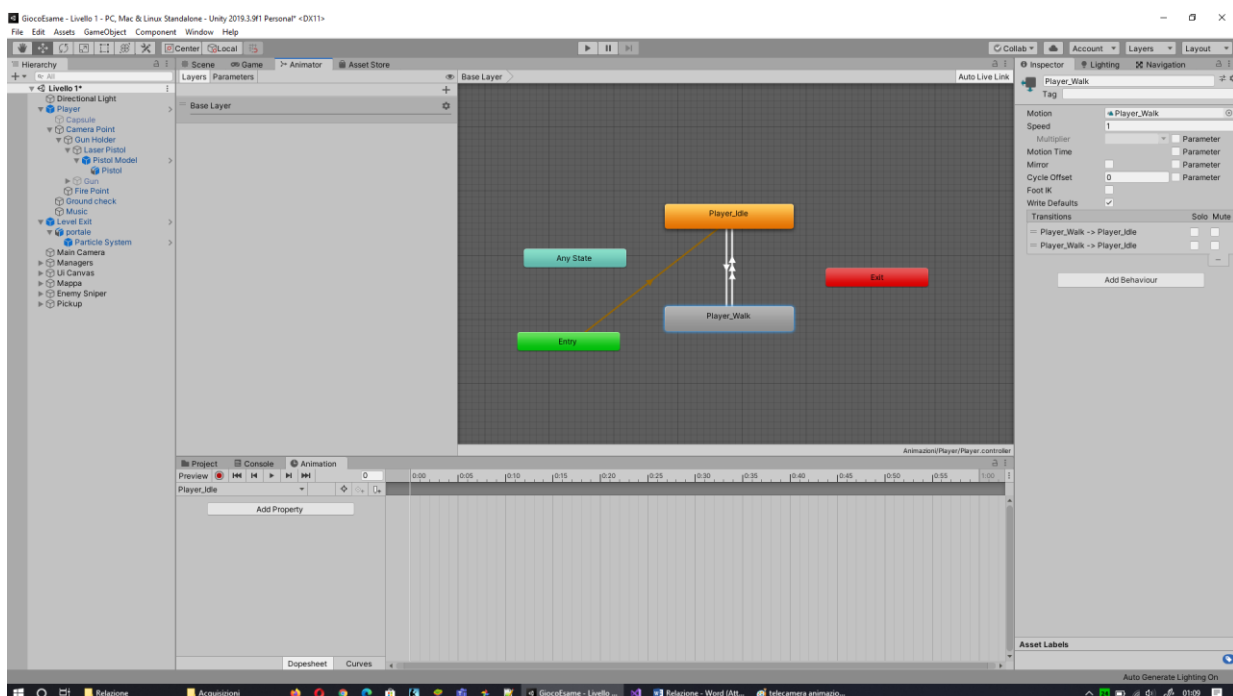 GiocoEsame - Livello 1 - PC, Mac & Linux Standalone - Unity 2019.3.9f1 Personal* <DX11>
File Edit Assets GameObject Component Window Help
Center Local Collab Account Layers Layout
Hierarchy
All
Livello 1*
Directional Light
Player
Capsule
Camera Point
Gun Holder
Laser Pistol
Pistol Model
Pistol
Gun
Fire Point
Ground check
Music
Level Exit
portale
Particle System
Main Camera
Managers
Ui Canvas
Mappa
Enemy Sniper
Pickup
Scene Game Animator Asset Store
Layers Parameters Base Layer Auto Live Link
Base Layer
Player_Idle
Any State
Exit
Player_Walk
Entry
Animazioni/Player/Player.controller
Project Console Animation
Preview 0 0:00 0:05 0:10 0:15 0:20 0:25 0:30 0:35 0:40 0:45 0:50 0:55 1:00
Player_Idle
Add Property
Dopesheet Curves
Inspector Lighting Navigation
Player_Walk
Tag
Motion Player_Walk
Speed 1
Multiplier Parameter
Motion Time Parameter
Mirror Parameter
Cycle Offset 0 Parameter
Foot IK
Write Defaults
Transitions Solo Mute
Player_Walk -> Player_Idle
Player_Walk -> Player_Idle
Add Behaviour
Asset Labels
Auto Generate Lighting On
Relazione Acquisizioni GiocoEsame - Livello ... Relazione - Word (Att... telecamera animazio... 01:09